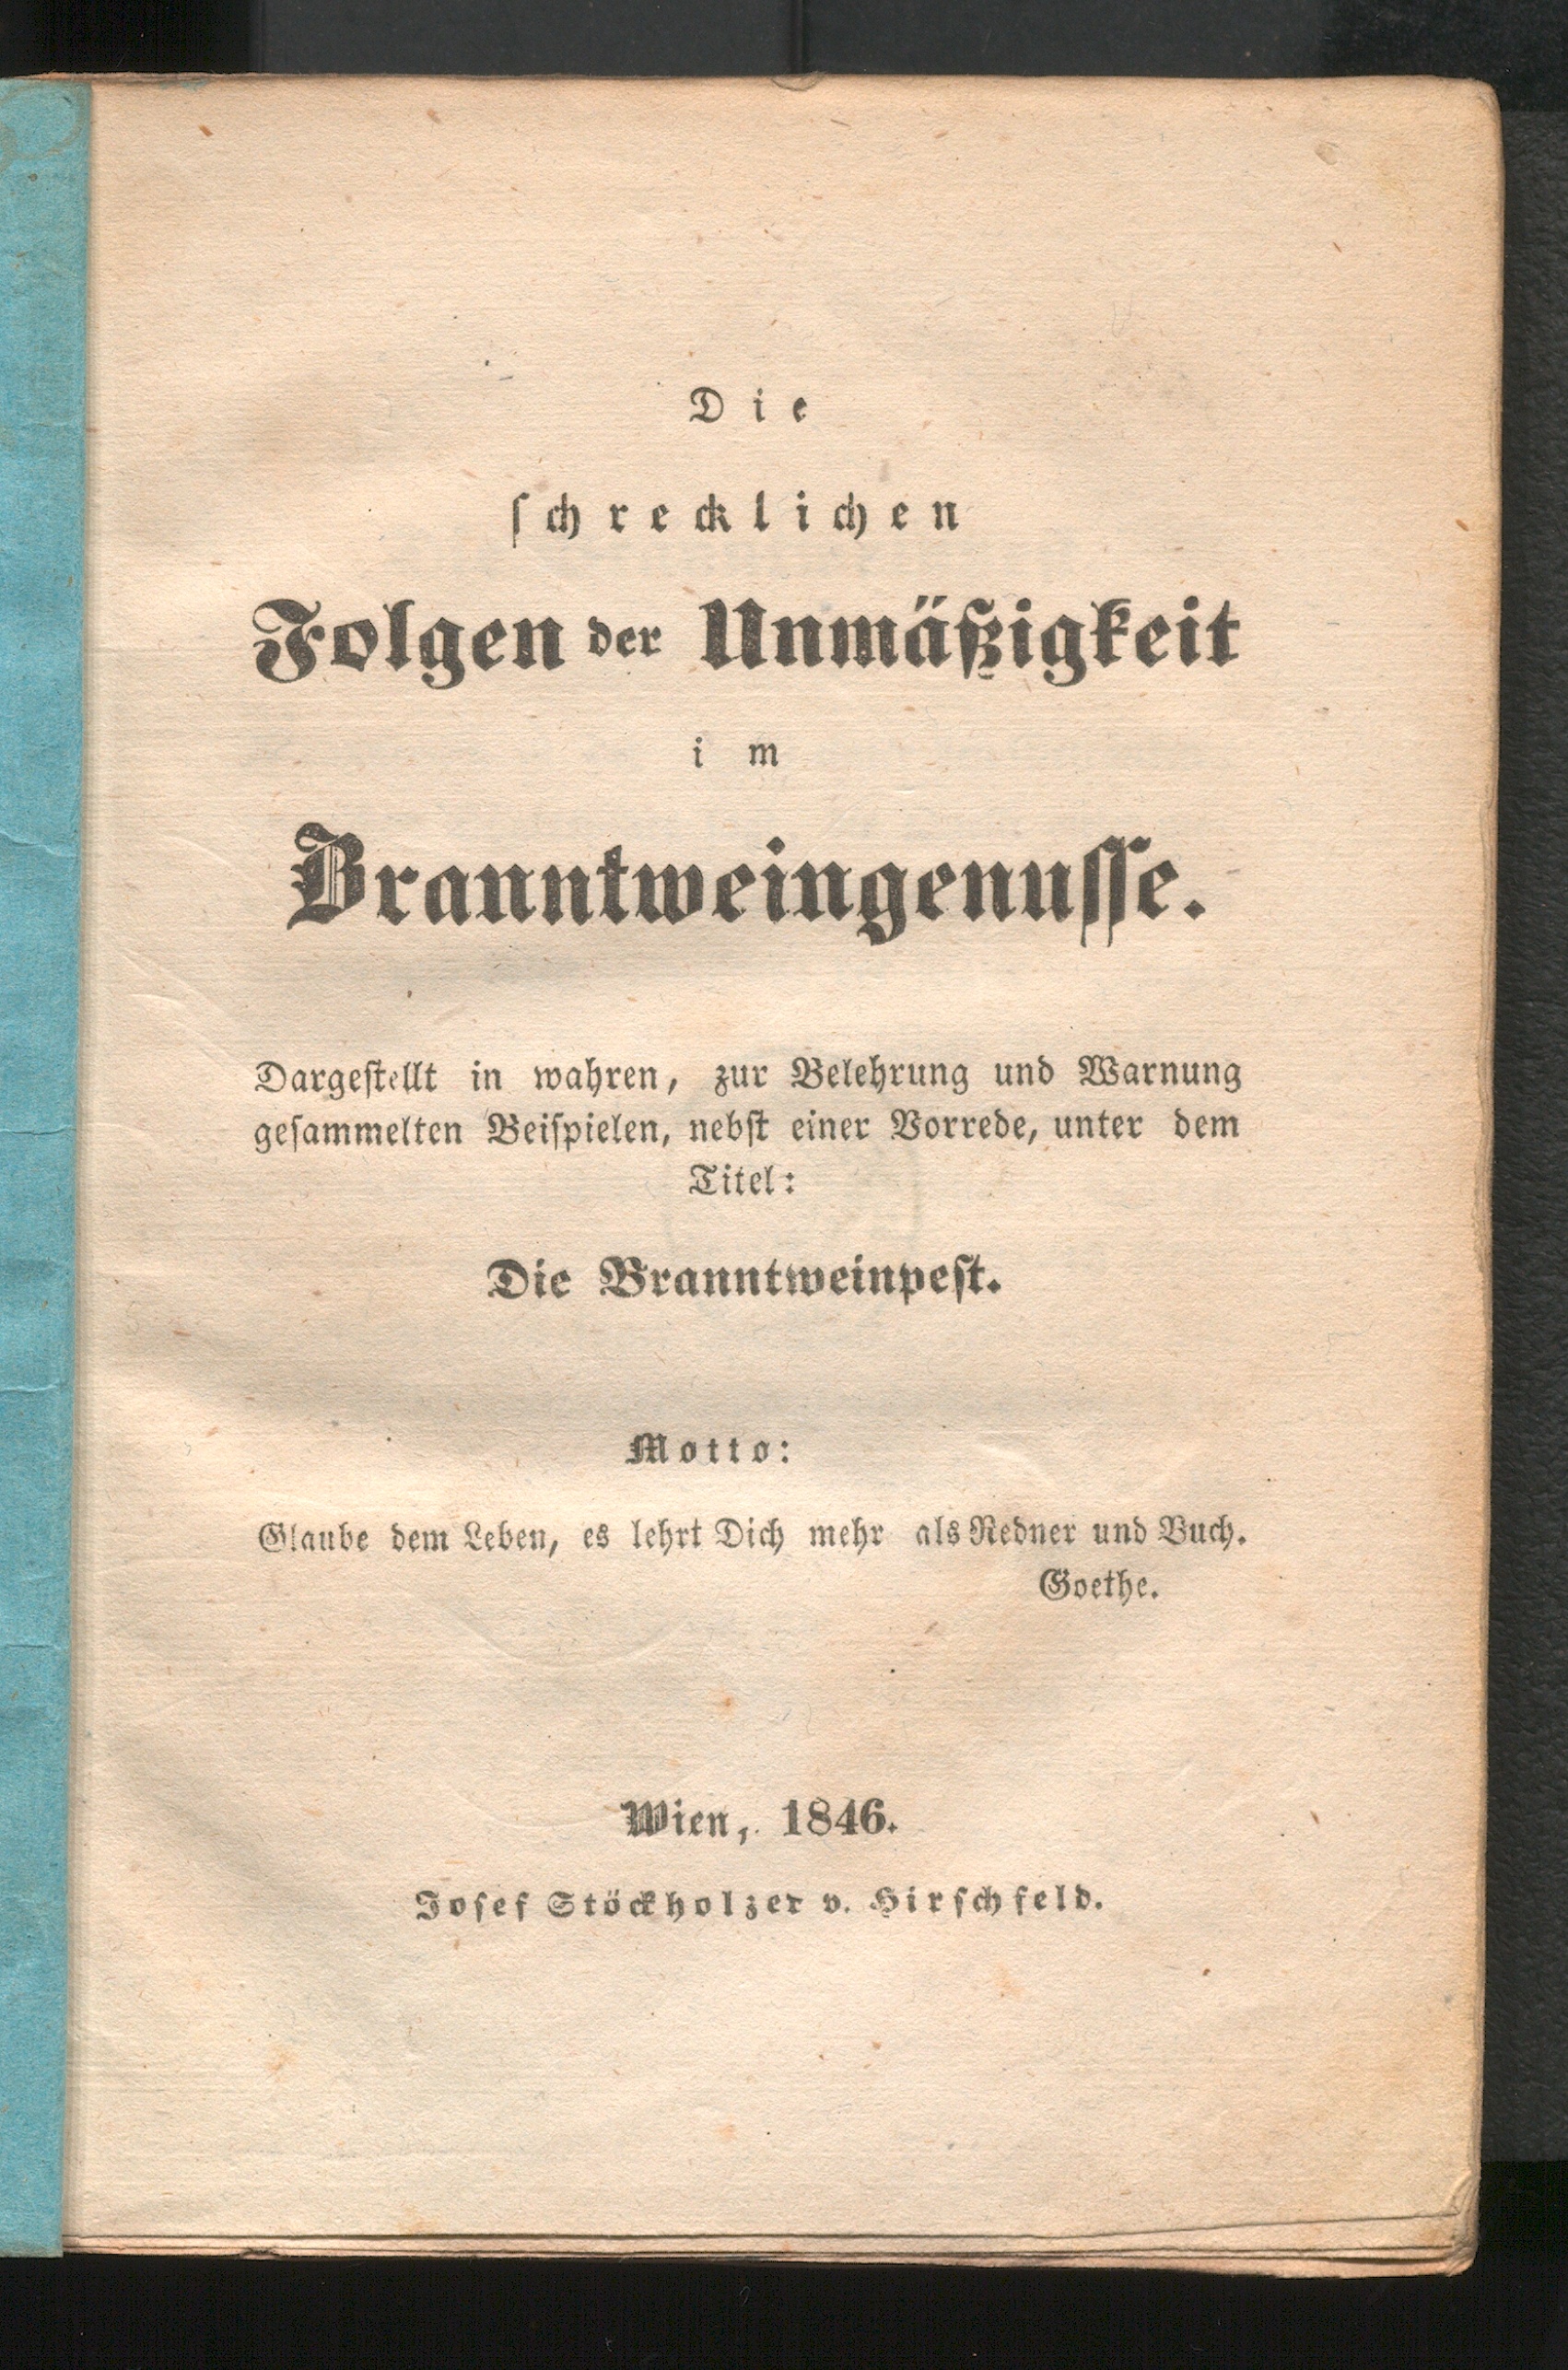 Die
schrecklichen
Folgen der Unmäßigkeit
im
Branntweingenusse.
Dargestellt in wahren, zur Belehrung und Warnung
gesammelten Beispielen, nebst einer Vorrede, unter dem
Titel:
Die Branntweinpest.
Motto:
Glaube dem Leben, es lehrt Dich mehr als Redner und Buch.
Goethe.
Wien, 1846.
Josef Stöckholzer v. Hirschfeld.